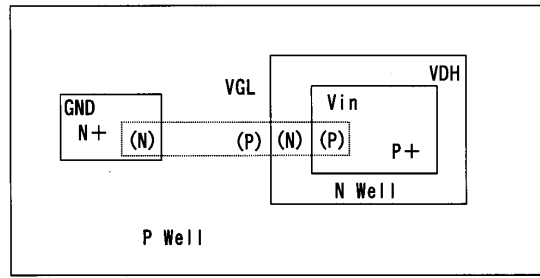 VDH
VGL
Vin
GND
N+
(N) (P) (N) (P)
P+
N Well
P Well